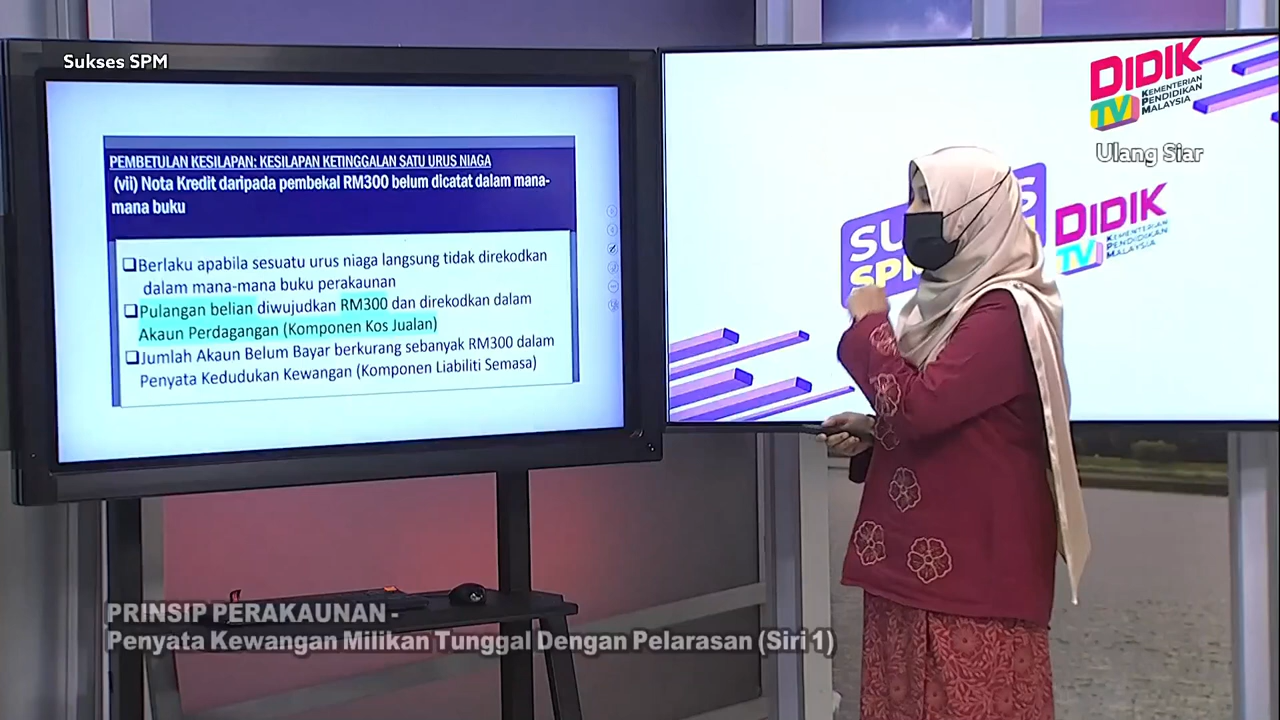 Sukses SPM
PEMBETULAN KESILAPAN: KESILAPAN KETINGGALAN SATU URUS NIAGA
(vii) Nota Kredit daripada pembekal RM300 belum dicatat dalam mana-
mana buku
Berlaku apabila sesuatu urus niaga langsung tidak direkodkan
dalam mana-mana buku perakaunan
Pulangan belian diwujudkan RM300 dan direkodkan dalam
Akaun Perdagangan (Komponen Kos Jualan)
Jumlah Akaun Belum Bayar berkurang sebanyak RM300 dalam
Penyata Kedudukan Kewangan (Komponen Liabiliti Semasa)
DIDIK
TV
KEMENTERIAN
PENDIDIKAN
MALAYSIA
Ulang Siar
DIDIK
TV
KEMENTERIAN
PENDIDIKAN
MALAYSIA
PRINSIP PERAKAUNAN -
Penyata Kewangan Milikan Tunggal Dengan Pelarasan (Siri 1)